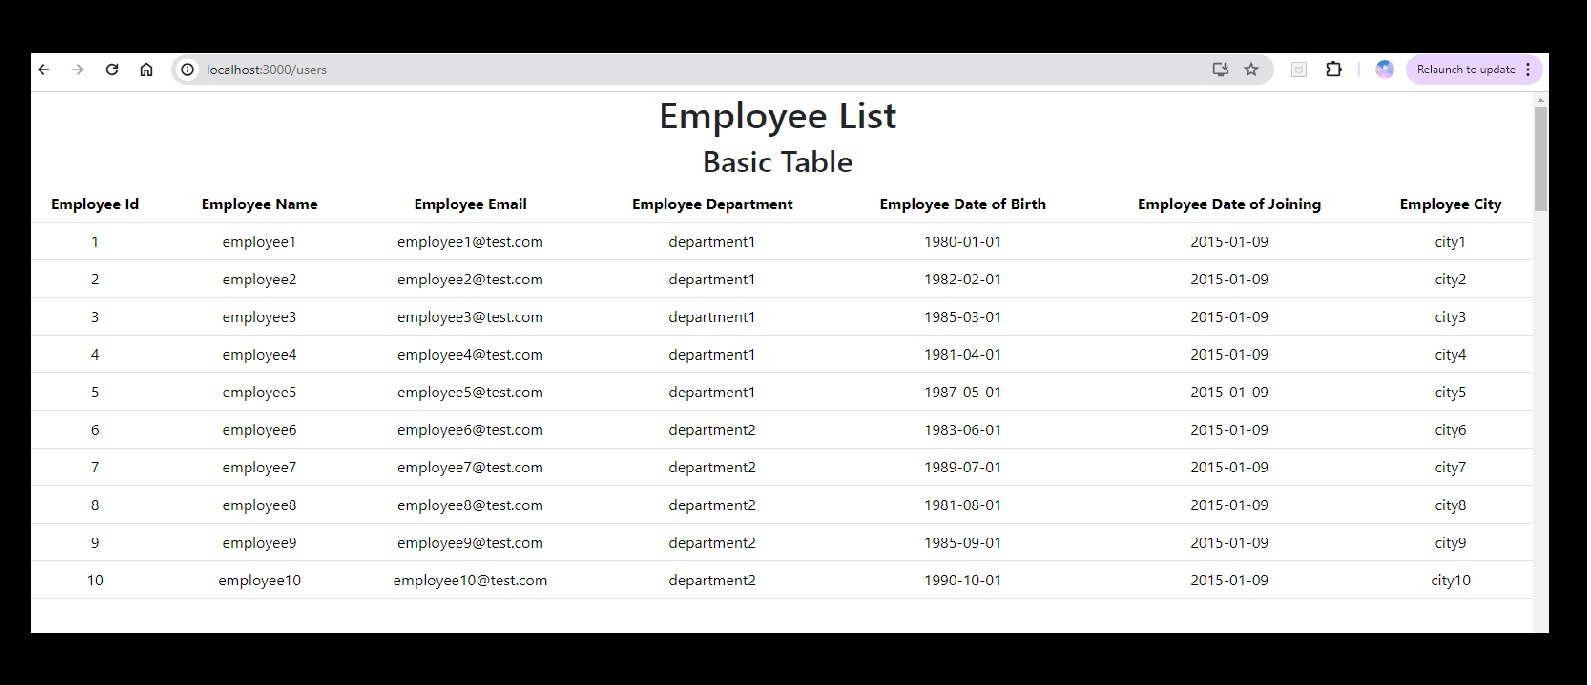 localhost:3000/users
Relaunch to update
Employee List
Basic Table
Employee Id Employee Name Employee Email Employee Department Employee Date of Birth Employee Date of Joining Employee City
1 employee1 employee1@test.com department1 1980-01-01 2015-01-09 city1
2 employee2 employee2@test.com department1 1982-02-01 2015-01-09 city2
3 employee3 employee3@test.com department1 1985-03-01 2015-01-09 city3
4 employee4 employee4@test.com department1 1981-04-01 2015-01-09 city4
5 employee5 employee5@test.com department1 1987-05-01 2015-01-09 city5
6 employee6 employee6@test.com department2 1983-06-01 2015-01-09 city6
7 employee7 employee7@test.com department2 1989-07-01 2015-01-09 city7
8 employee8 employee8@test.com department2 1981-08-01 2015-01-09 city8
9 employee9 employee9@test.com department2 1985-09-01 2015-01-09 city9
10 employee10 employee10@test.com department2 1990-10-01 2015-01-09 city10